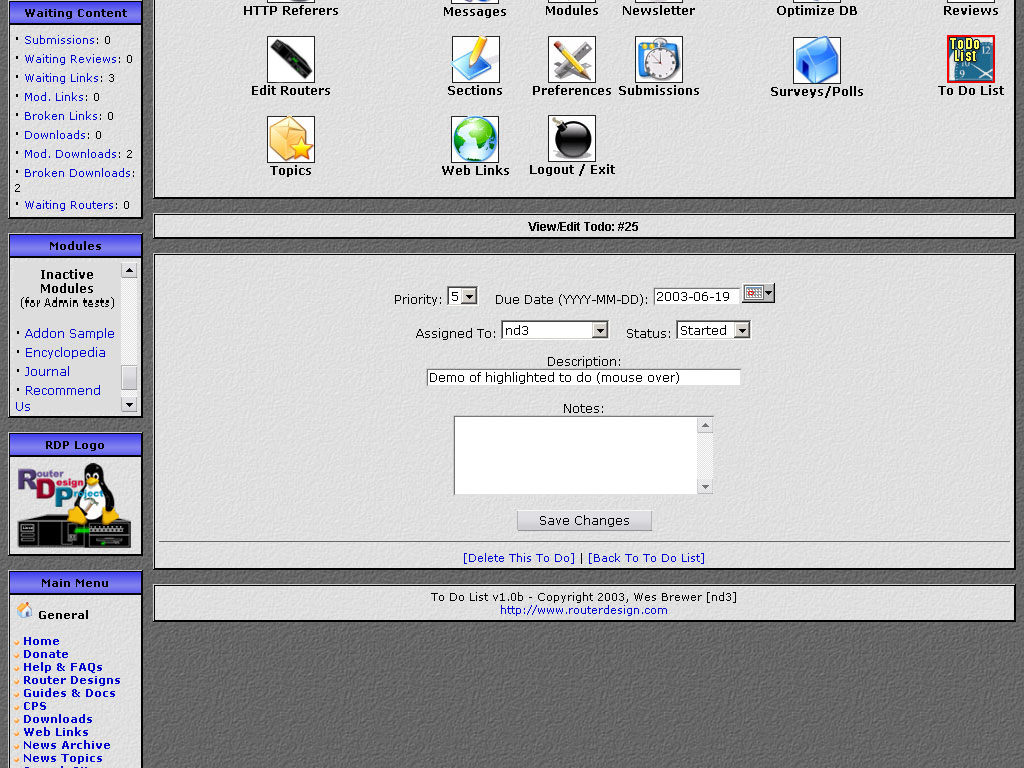 Waiting Content
· Submissions: 0
· Waiting Reviews: 0
· Waiting Links: 3
· Mod. Links: 0
· Broken Links: 0
· Downloads: 0
· Mod. Downloads: 2
· Broken Downloads:
2
· Waiting Routers: 0
Modules
Inactive
Modules
(for Admin tests)
· Addon Sample
· Encyclopedia
· Journal
· Recommend
Us
RDP Logo
Router
Design
Project
Main Menu
General
Home
Donate
Help & FAQs
Router Designs
Guides & Docs
CPS
Downloads
Web Links
News Archive
News Topics
HTTP Referers
Messages
Modules
Newsletter
Optimize DB
Reviews
ToDo
List
12
10
9
Edit Routers
Sections
Preferences
Submissions
Surveys/Polls
To Do List
Topics
Web Links
Logout / Exit
View/Edit Todo: #25
Priority: 5 Due Date (YYYY-MM-DD): 2003-06-19
Assigned To: nd3 Status: Started
Description:
Demo of highlighted to do (mouse over)
Notes:
Save Changes
[Delete This To Do] | [Back To To Do List]
To Do List v1.0b - Copyright 2003, Wes Brewer [nd3]
http://www.routerdesign.com